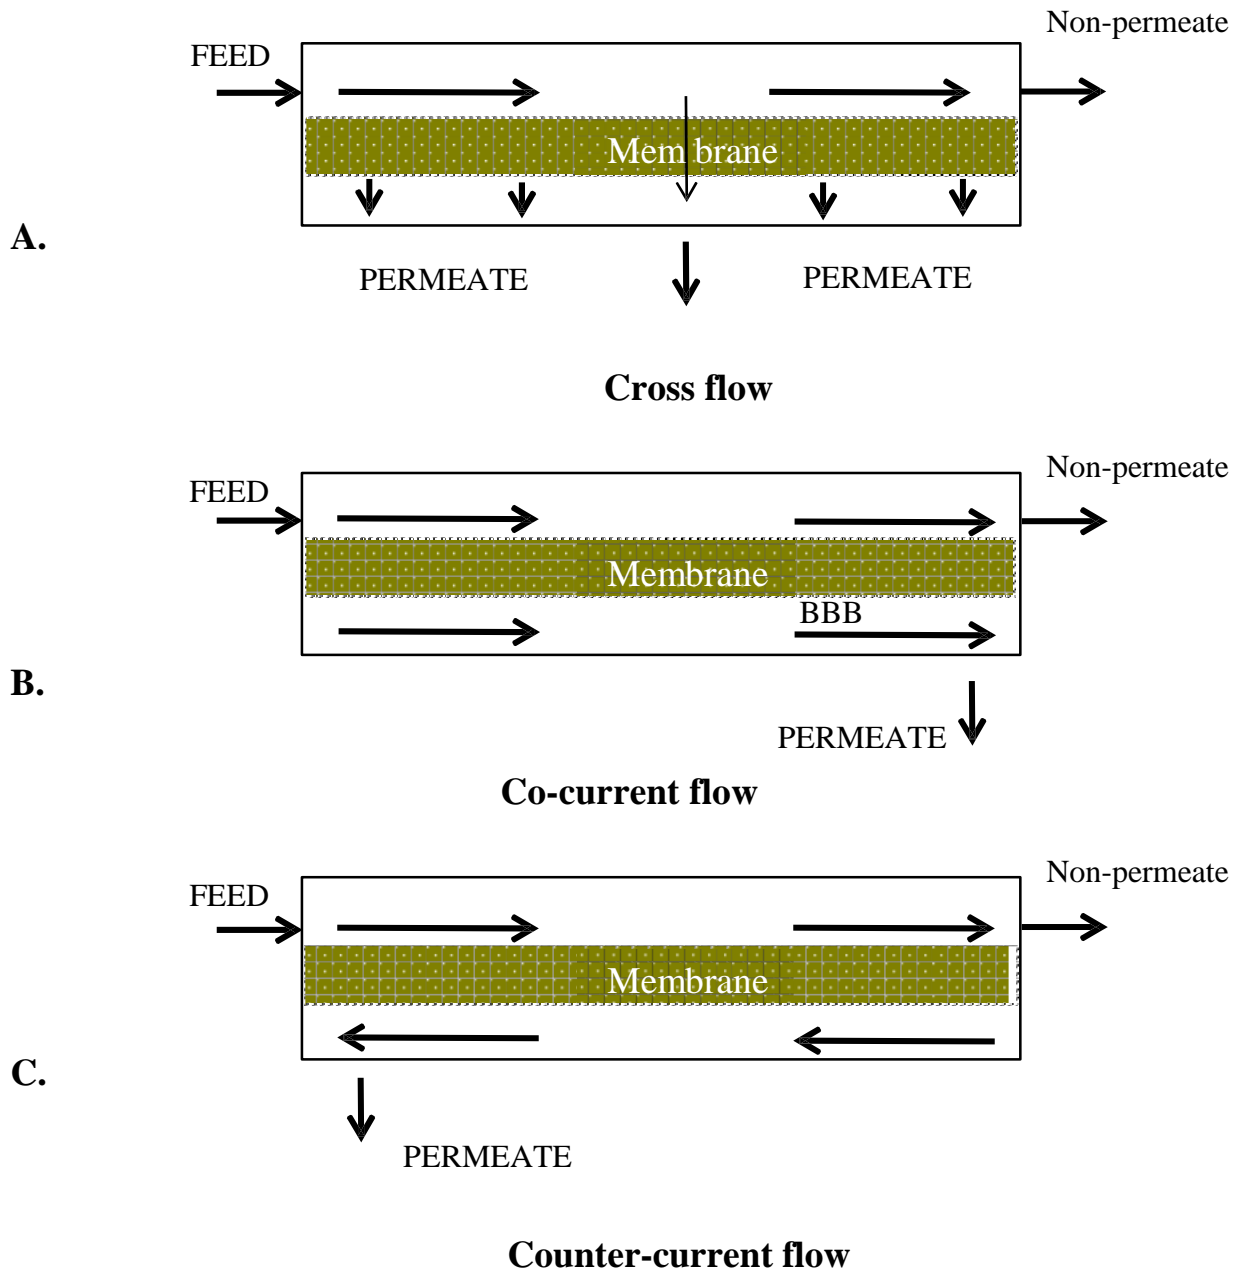 Non-permeate
FEED
Mem brane
A.
PERMEATE PERMEATE
Cross flow
Non-permeate
FEED
Membrane
BBB
B.
PERMEATE
Co-current flow
Non-permeate
FEED
Membrane
C.
PERMEATE
Counter-current flow